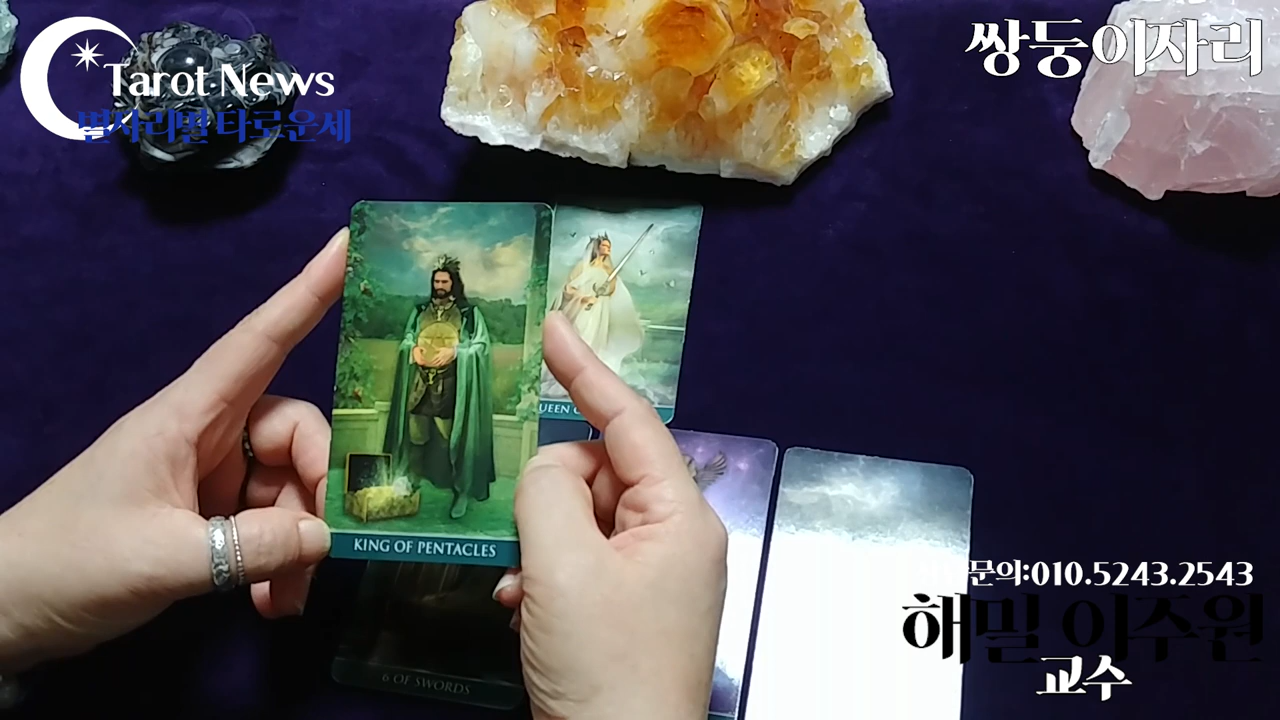 Tarot News
별자리별 타로운세
쌍둥이자리
KING OF PENTACLES
QUEEN
6 OF SWORDS
문의:010.5243.2543
해밀 이주원
교수